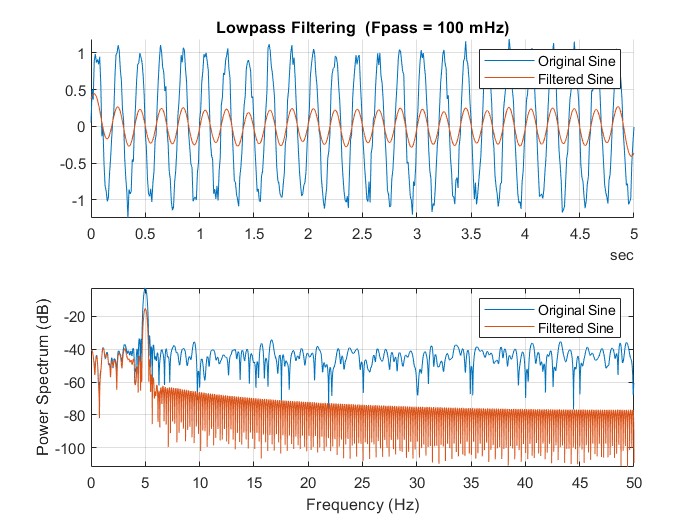 Lowpass Filtering (Fpass = 100 mHz)
Original Sine
Filtered Sine
1
0.5
0
-0.5
-1
0 0.5 1 1.5 2 2.5 3 3.5 4 4.5 5
sec
Original Sine
Filtered Sine
Power Spectrum (dB)
-20
-40
-60
-80
-100
0 5 10 15 20 25 30 35 40 45 50
Frequency (Hz)